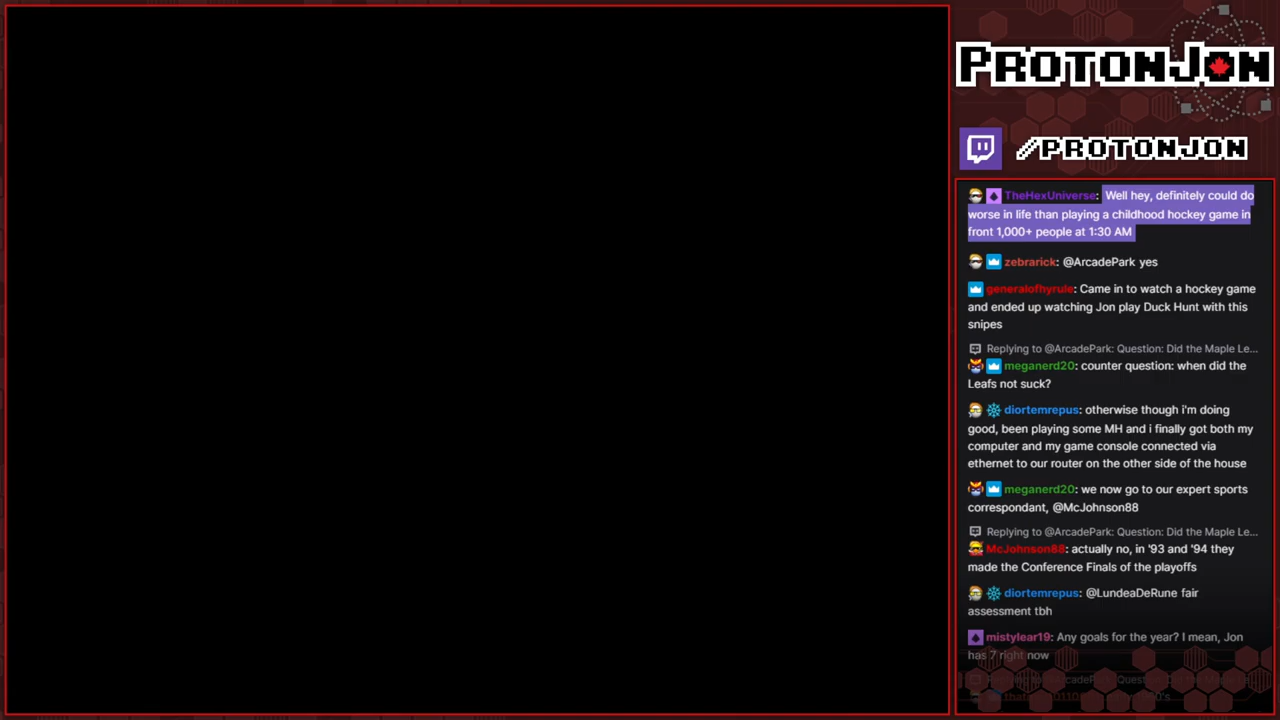 PROTONJON
/PROTONJON
TheHexUniverse: Well hey, definitely could do
worse in life than playing a childhood hockey game in
front 1,000+ people at 1:30 AM
zebrarick: @ArcadePark yes
generalofhyrule: Came in to watch a hockey game
and ended up watching Jon play Duck Hunt with this
snipes
Replying to @ArcadePark: Question: Did the Maple Le...
meganerd20: counter question: when did the
Leafs not suck?
diortemrepus: otherwise though i'm doing
good, been playing some MH and i finally got both my
computer and my game console connected via
ethernet to our router on the other side of the house
meganerd20: we now go to our expert sports
correspondant, @McJohnson88
Replying to @ArcadePark: Question: Did the Maple Le...
McJohnson88: actually no, in '93 and '94 they
made the Conference Finals of the playoffs
diortemrepus: @LundeaDeRune fair
assessment tbh
mistylear19: Any goals for the year? I mean, Jon
has 7 right now
Replying to @ArcadePark: Question: Did the Maple